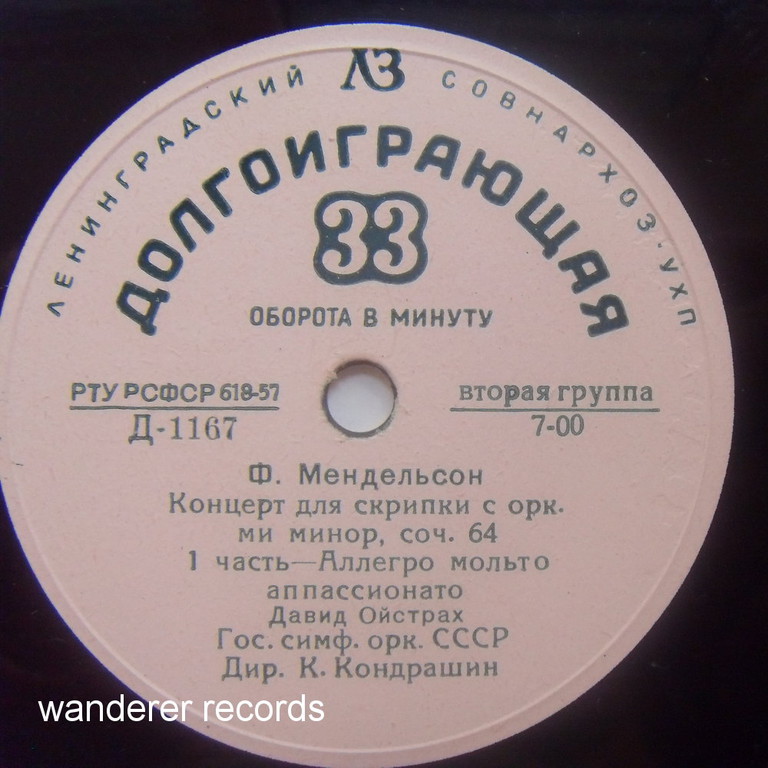 ЛЕНИНГРАДСКИЙ ЛЗ СОВНАРХОЗ·УХП
ДОЛГОИГРАЮЩАЯ
33
ОБОРОТА В МИНУТУ
РТУ РСФСР 618-57
Д-1167
вторая группа
7-00
Ф. Мендельсон
Концерт для скрипки с орк.
ми минор, соч. 64
1 часть—Аллегро мольто
аппассионато
Давид Ойстрах
Гос. симф. орк. СССР
Дир. К. Кондрашин
wanderer records